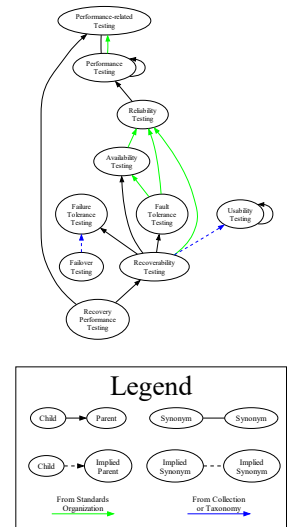 Performance-related
Testing
Performance
Testing
Reliability
Testing
Availability
Testing
Failure
Tolerance
Testing
Fault
Tolerance
Testing
Usability
Testing
Failover
Testing
Recoverability
Testing
Recovery
Performance
Testing
Legend
Child
Parent
Synonym
Synonym
Child
Implied
Parent
Implied
Synonym
Implied
Synonym
From Standards
Organization
From Collection
or Taxonomy